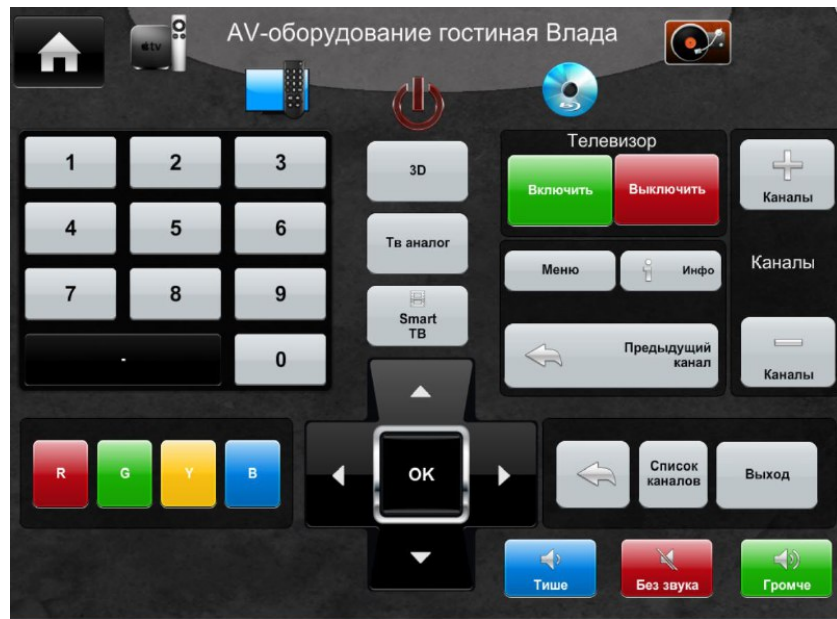 AV-оборудование гостиная Влада
tv
Телевизор
1
2
3
3D
Включить
Выключить
Каналы
4
5
6
Тв аналог
Меню
Инфо
Каналы
7
8
9
Smart
ТВ
Предыдущий
канал
Каналы
-
0
R
G
Y
B
OK
Список
каналов
Выход
Тише
Без звука
Громче